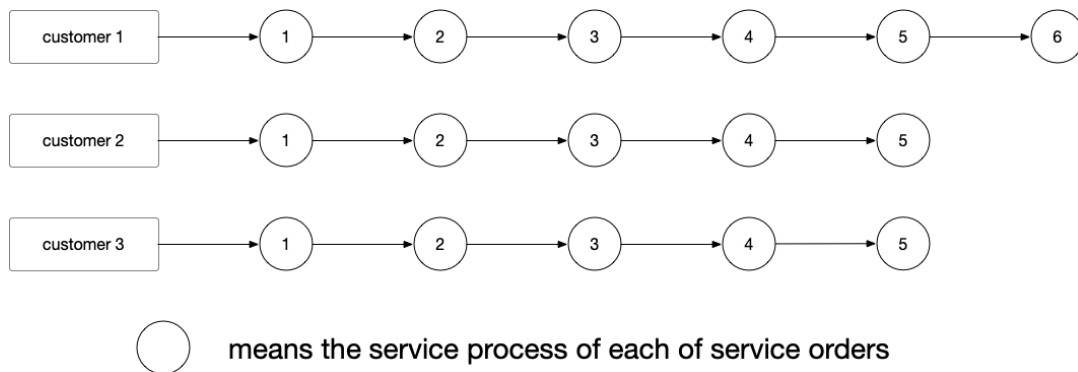 customer 1 1 2 3 4 5 6
customer 2 1 2 3 4 5
customer 3 1 2 3 4 5
means the service process of each of service orders